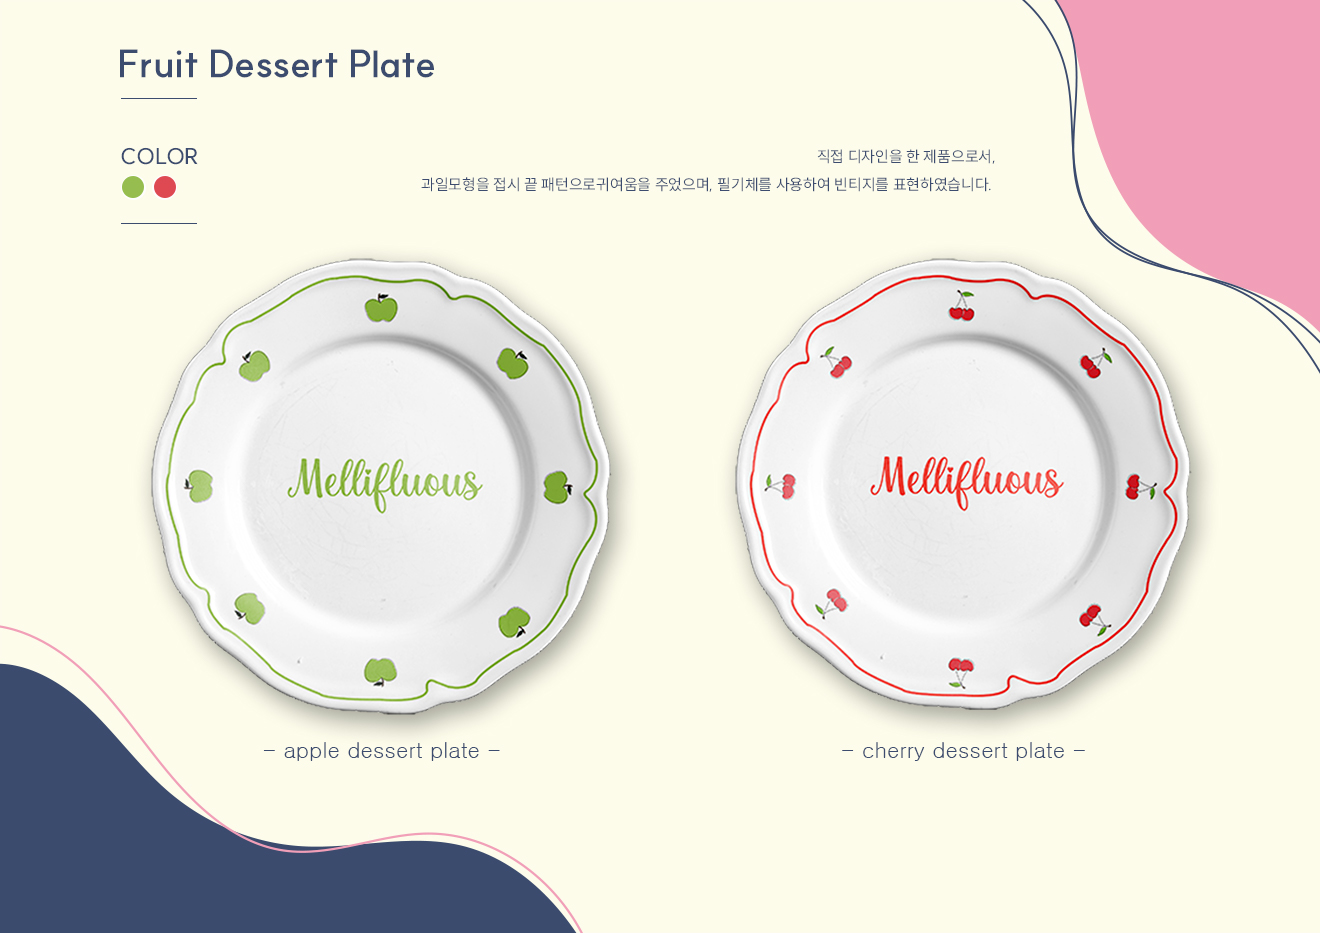 Fruit Dessert Plate
COLOR
직접 디자인을 한 제품으로서,
과일모형을 접시 끝 패턴으로귀여움을 주었으며, 필기체를 사용하여 빈티지를 표현하였습니다.
Mellifluous
Mellifluous
– apple dessert plate –
– cherry dessert plate –